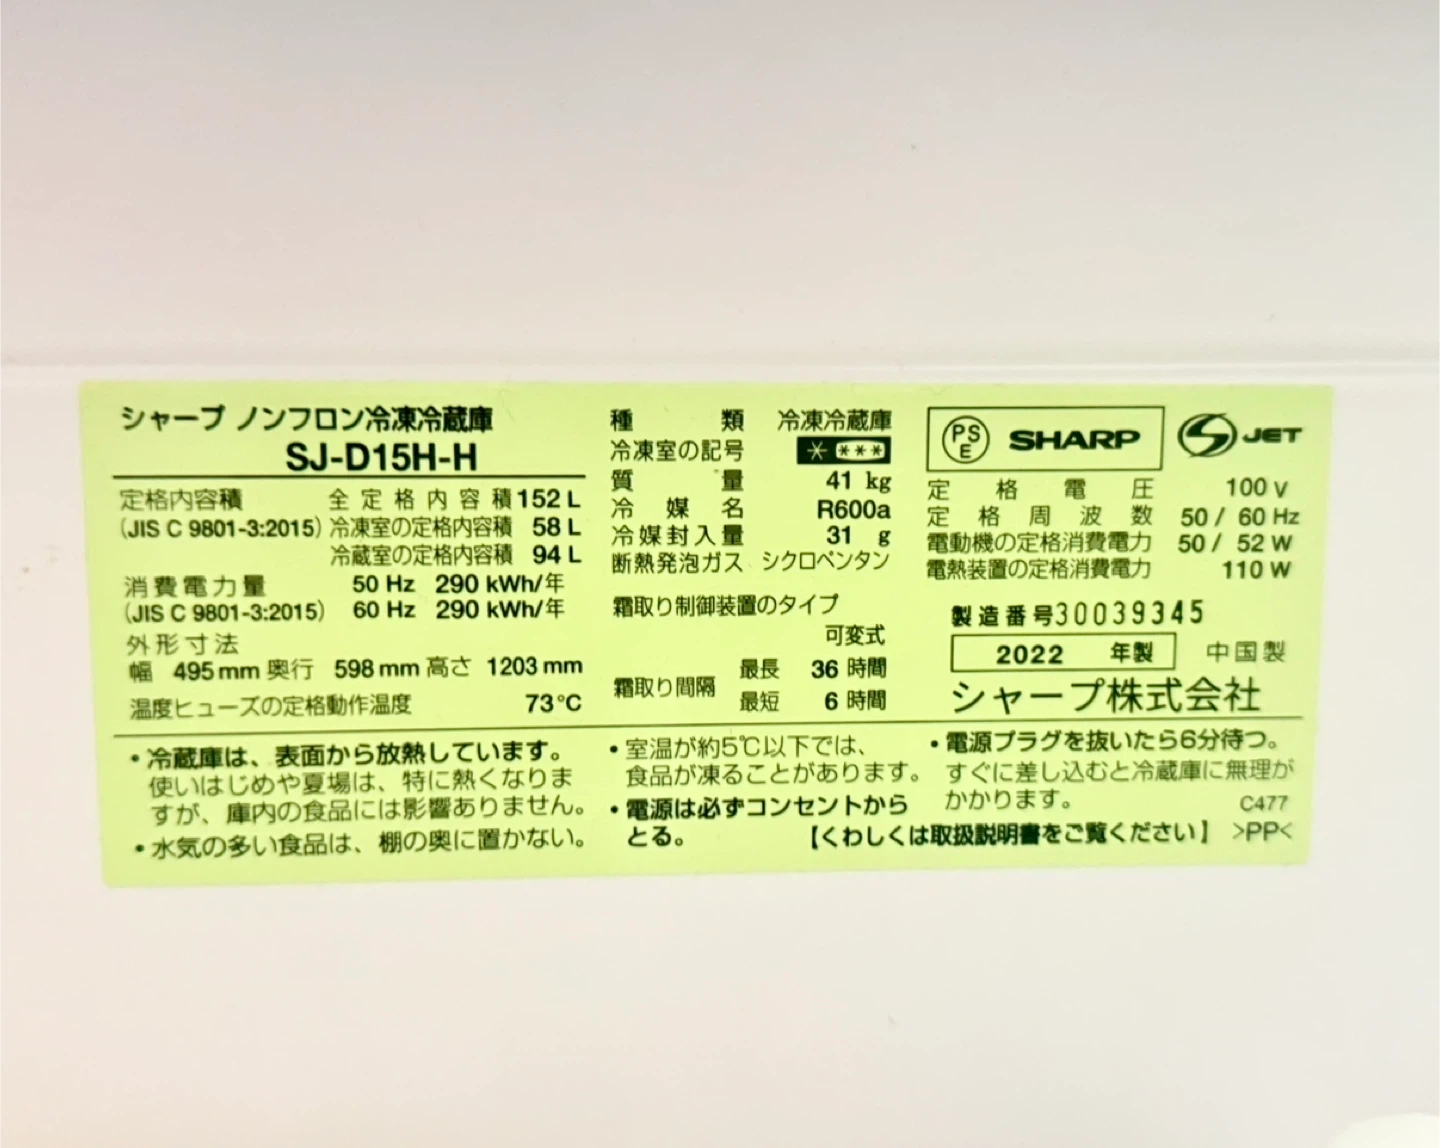 シャープ ノンフロン冷凍冷蔵庫
SJ-D15H-H
定格内容積 全定格内容積 152 L
(JIS C 9801-3:2015) 冷凍室の定格内容積 58 L
冷蔵室の定格内容積 94 L
消費電力量 50 Hz 290 kWh/年
(JIS C 9801-3:2015) 60 Hz 290 kWh/年
外形寸法
幅 495 mm 奥行 598 mm 高さ 1203 mm
温度ヒューズの定格動作温度 73℃
種類 冷凍冷蔵庫
冷凍室の記号 * ***
質量 41 kg
冷媒名 R600a
冷媒封入量 31 g
断熱発泡ガス シクロペンタン
霜取り制御装置のタイプ
可変式
霜取り間隔 最長 36 時間
最短 6 時間
PSE SHARP S JET
定格電圧 100 V
定格周波数 50 / 60 Hz
電動機の定格消費電力 50 / 52 W
電熱装置の定格消費電力 110 W
製造番号 30039345
2022 年製 中国製
シャープ株式会社
・冷蔵庫は、表面から放熱しています。
使いはじめや夏場は、特に熱くなりま
すが、庫内の食品には影響ありません。
・水気の多い食品は、棚の奥に置かない。
・室温が約5℃以下では、
食品が凍ることがあります。
・電源は必ずコンセントから
とる。
・電源プラグを抜いたら6分待つ。
すぐに差し込むと冷蔵庫に無理が
かかります。 C477
【くわしくは取扱説明書をご覧ください】 >PP<